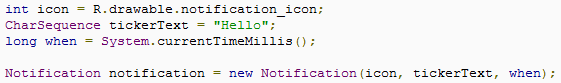 int icon = R.drawable.notification_icon;
CharSequence tickerText = "Hello";
long when = System.currentTimeMillis();
Notification notification = new Notification(icon, tickerText, when);